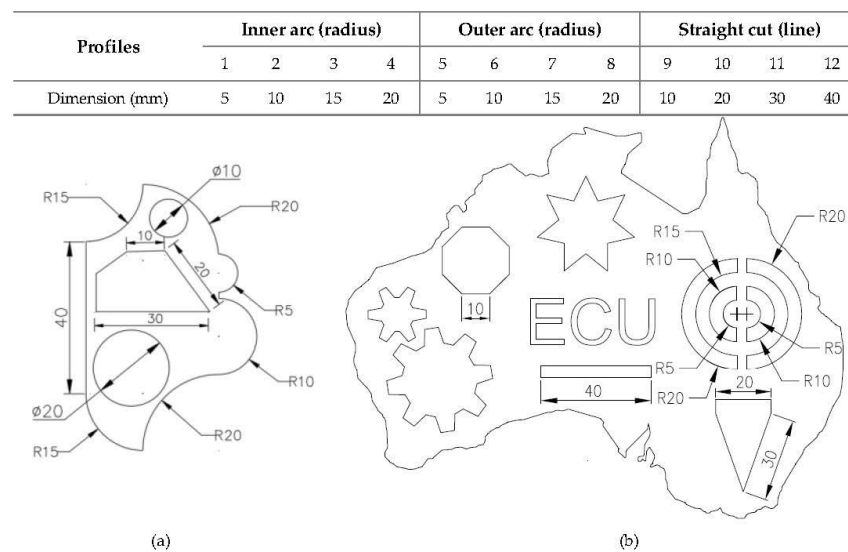 Profiles Inner arc (radius) Outer arc (radius) Straight cut (line)
1 2 3 4 5 6 7 8 9 10 11 12
Dimension (mm) 5 10 15 20 5 10 15 20 10 20 30 40
ø10
R15
R20
10
20
R5
40
30
R10
ø20
R20
R15
R20
R15
R10
10
ECU
R5
R5
20
R10
40
R20
30
(a) (b)